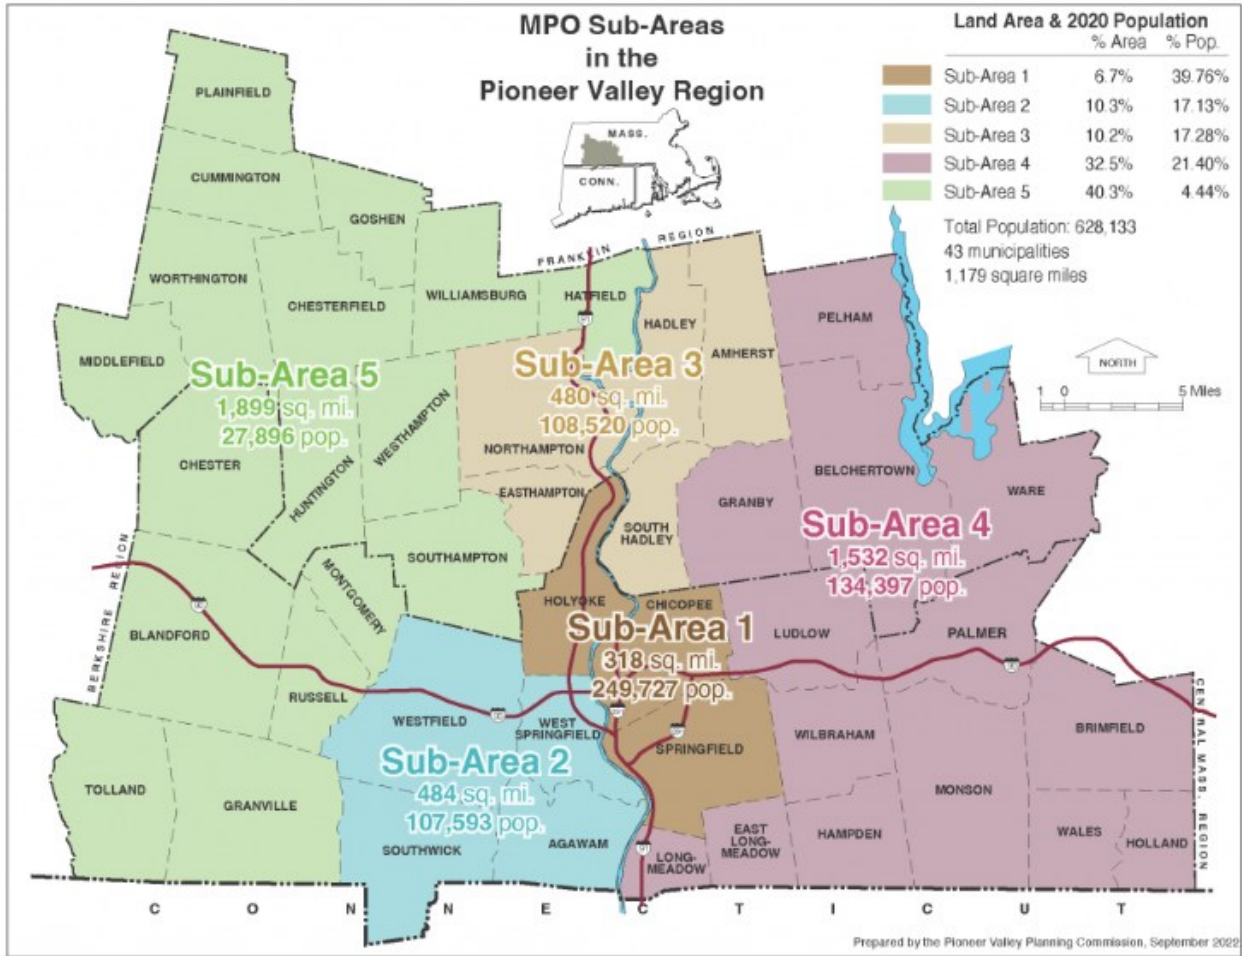 MPO Sub-Areas
in the
Pioneer Valley Region
Land Area & 2020 Population
% Area % Pop.
Sub-Area 1 6.7% 39.76%
Sub-Area 2 10.3% 17.13%
Sub-Area 3 10.2% 17.28%
Sub-Area 4 32.5% 21.40%
Sub-Area 5 40.3% 4.44%
Total Population: 628,133
43 municipalities
1,179 square miles
MASS.
CONN.
NORTH
1 0 5 Miles
FRANKLIN REGION
PLAINFIELD
CUMMINGTON
GOSHEN
WORTHINGTON
CHESTERFIELD
WILLIAMSBURG
HATFIELD
HADLEY
AMHERST
PELHAM
MIDDLEFIELD
Sub-Area 5
1,899 sq. mi.
27,896 pop.
Sub-Area 3
480 sq. mi.
108,520 pop.
WESTHAMPTON
NORTHAMPTON
CHESTER
HUNTINGTON
EASTHAMPTON
SOUTH
HADLEY
GRANBY
BELCHERTOWN
WARE
Sub-Area 4
1,532 sq. mi.
134,397 pop.
SOUTHAMPTON
MONTGOMERY
BERKSHIRE REGION
BLANDFORD
HOLYOKE
CHICOPEE
Sub-Area 1
318 sq. mi.
249,727 pop.
LUDLOW
PALMER
RUSSELL
WESTFIELD
WEST
SPRINGFIELD
SPRINGFIELD
WILBRAHAM
BRIMFIELD
CENTRAL MASS. REGION
Sub-Area 2
484 sq. mi.
107,593 pop.
TOLLAND
GRANVILLE
SOUTHWICK
AGAWAM
LONG-
MEADOW
EAST
LONG-
MEADOW
HAMPDEN
MONSON
WALES
HOLLAND
CONNECTICUT
Prepared by the Pioneer Valley Planning Commission, September 2022